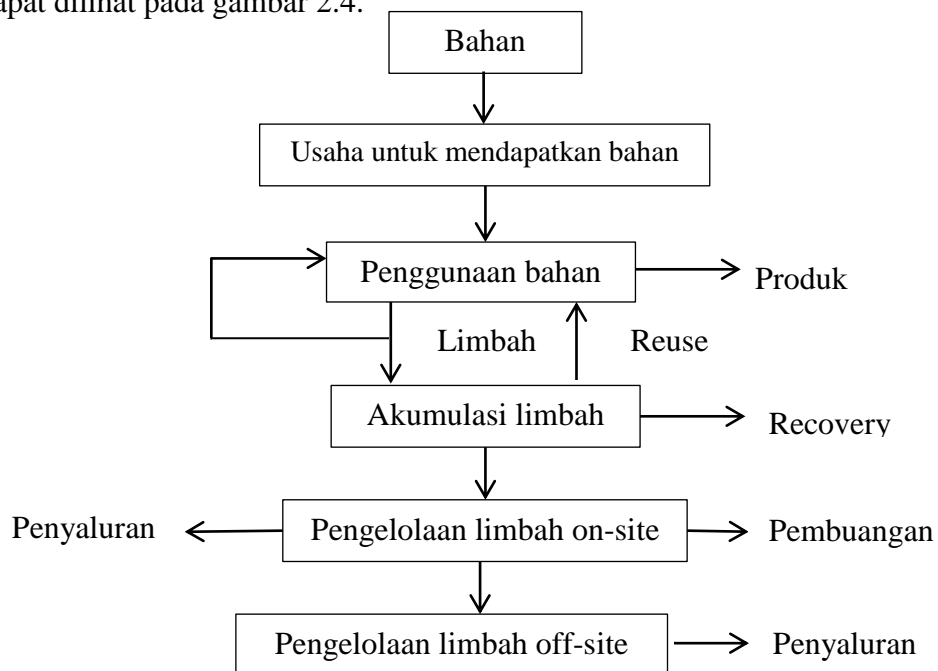 apat dilihat pada gambar 2.4.
Bahan
Usaha untuk mendapatkan bahan
Penggunaan bahan
Produk
Limbah
Reuse
Akumulasi limbah
Recovery
Penyaluran
Pengelolaan limbah on-site
Pembuangan
Pengelolaan limbah off-site
Penyaluran